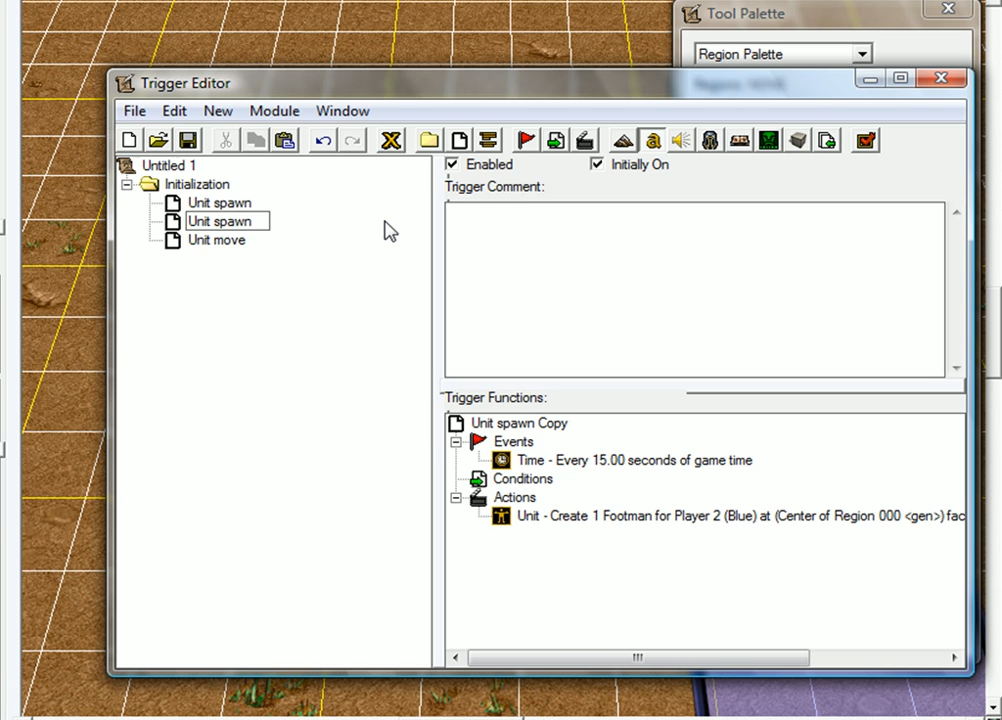 Tool Palette
Region Palette
Trigger Editor
File Edit New Module Window
Untitled 1
Initialization
Unit spawn
Unit spawn
Unit move
Enabled
Initially On
Trigger Comment:
Trigger Functions:
Unit spawn Copy
Events
Time - Every 15.00 seconds of game time
Conditions
Actions
Unit - Create 1 Footman for Player 2 (Blue) at (Center of Region 000 <gen>) fac